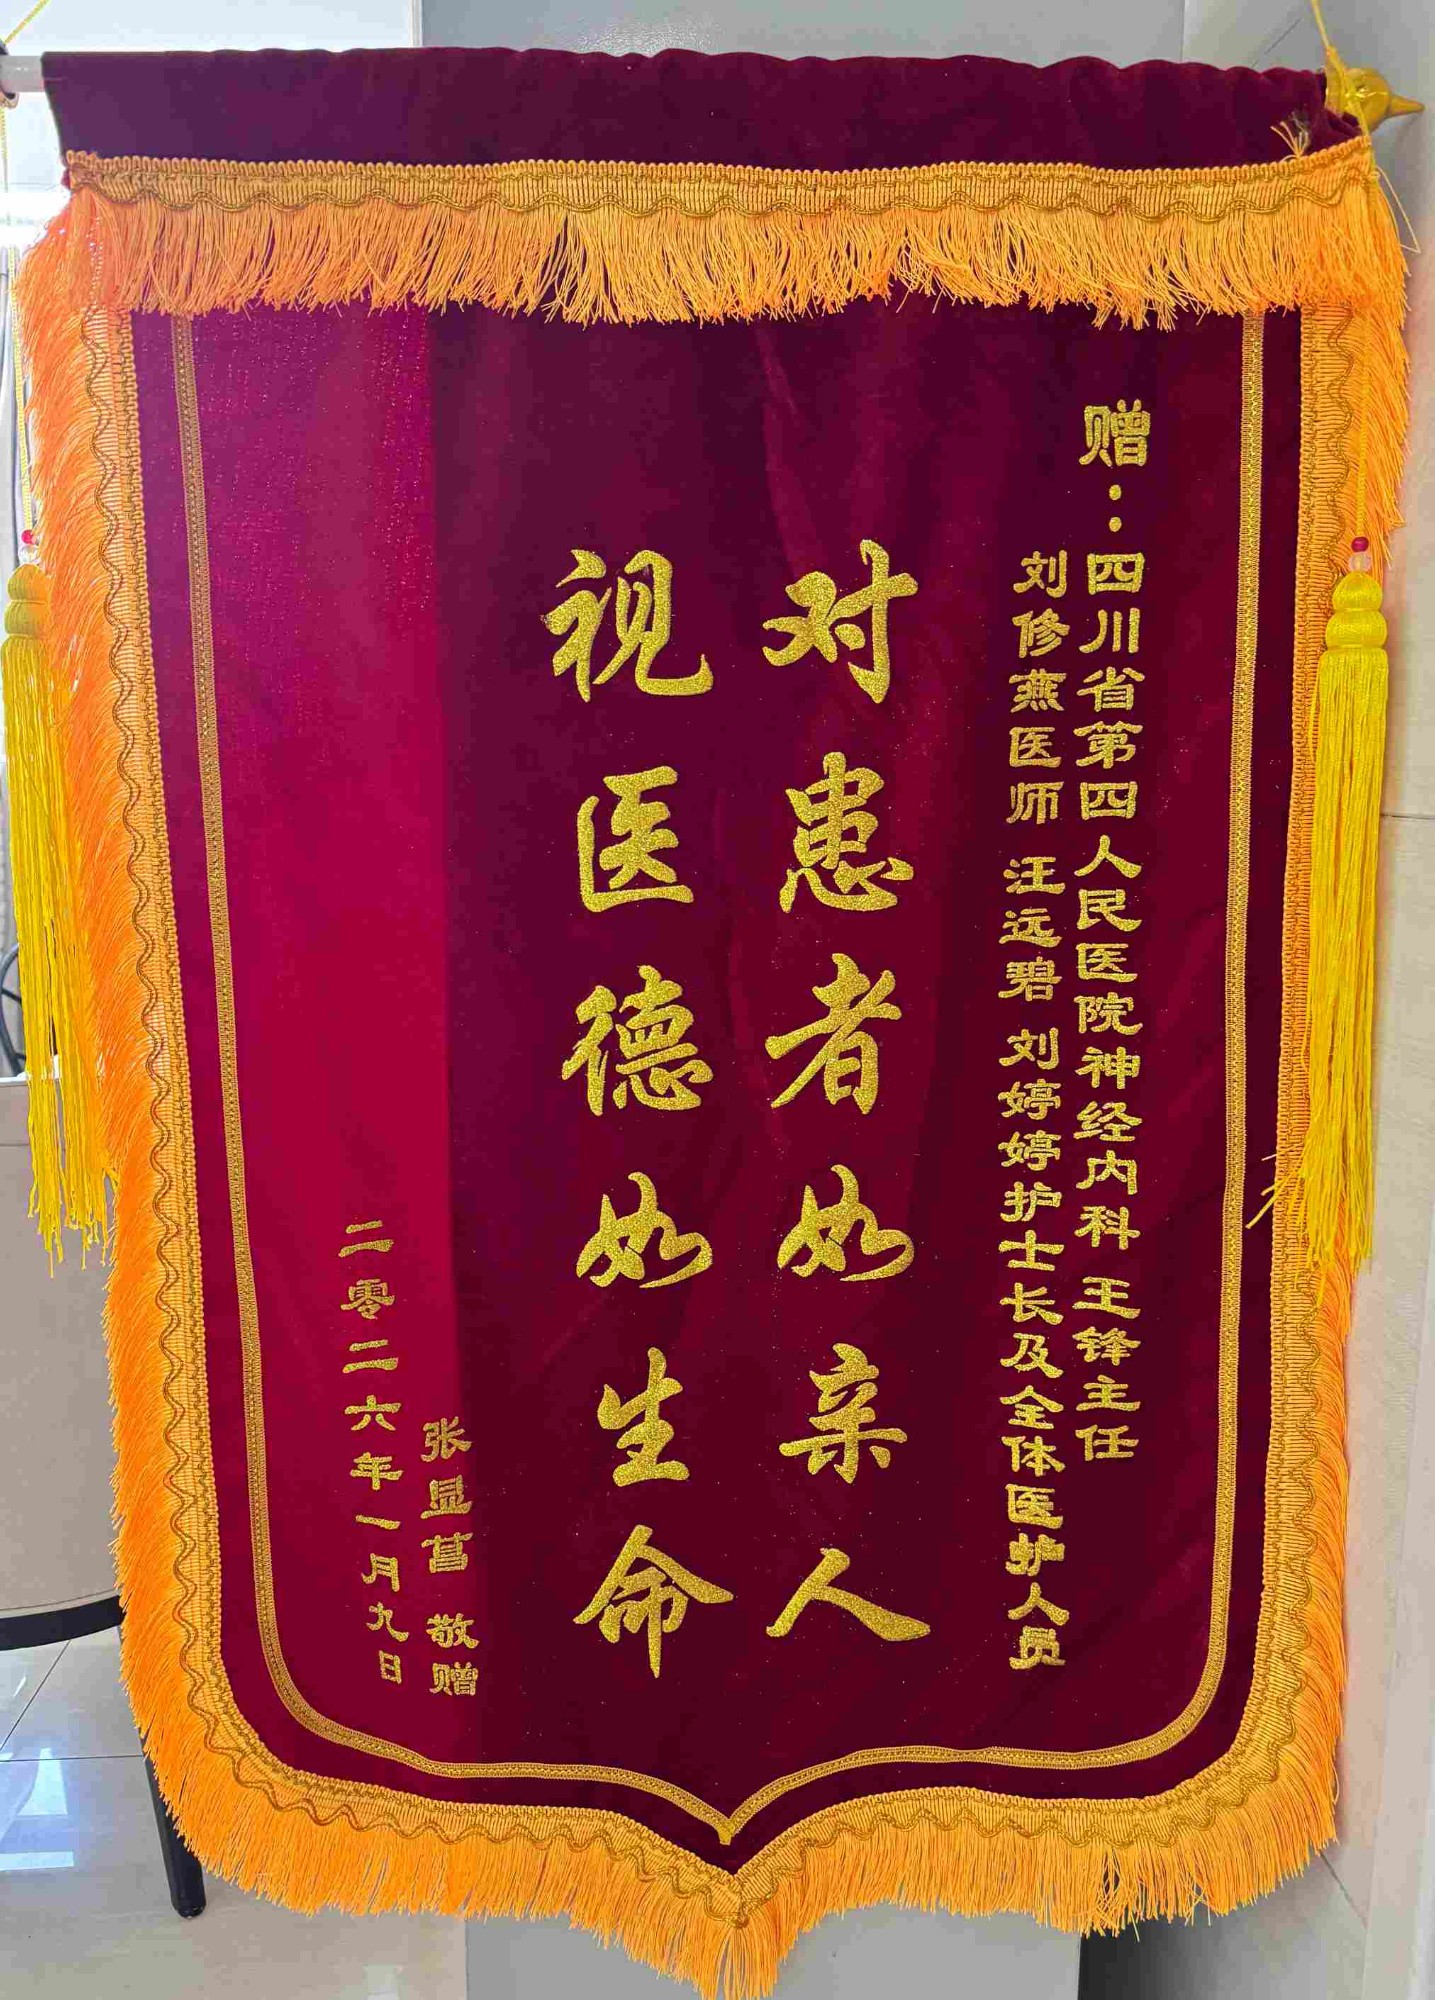 赠：四川省第四人民医院神经内科 王锋主任
刘修燕医师 汪远碧 刘婷婷护士长及全体医护人员
对患者如亲人
视医德如生命
张显菖 敬赠
二零二六年一月九日